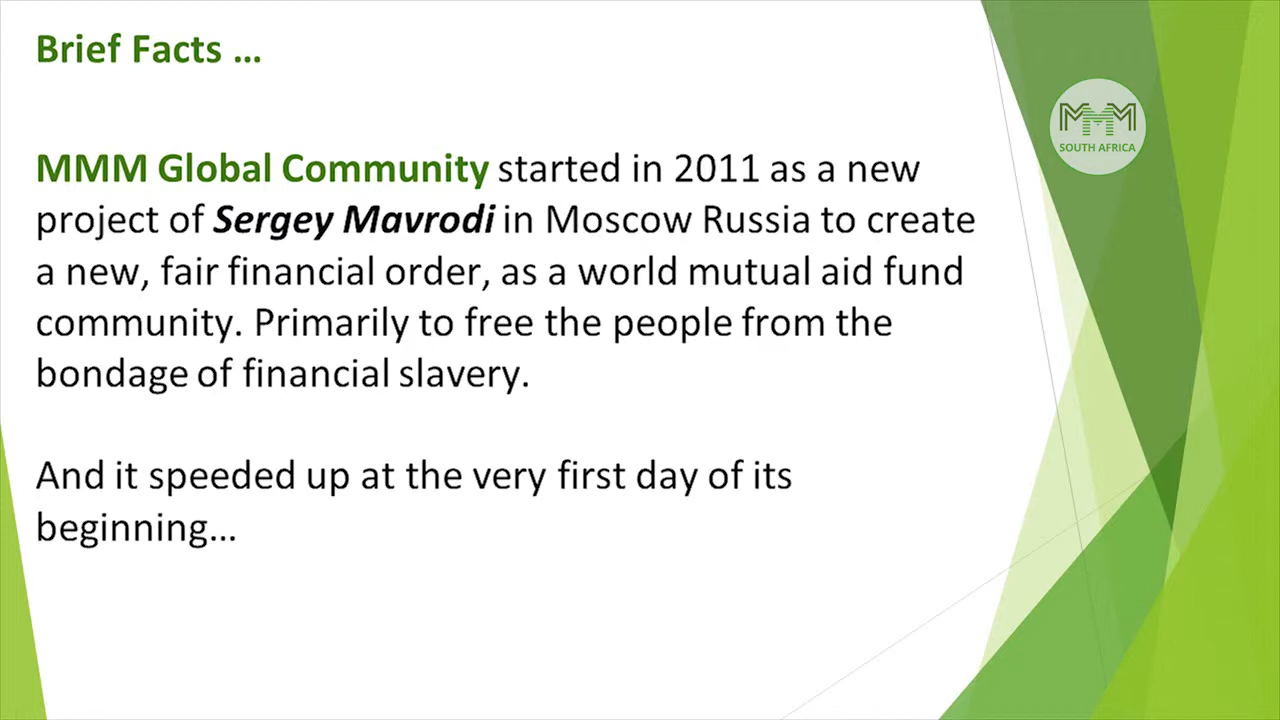 Brief Facts ...
MMM
SOUTH AFRICA
MMM Global Community started in 2011 as a new
project of Sergey Mavrodi in Moscow Russia to create
a new, fair financial order, as a world mutual aid fund
community. Primarily to free the people from the
bondage of financial slavery.
And it speeded up at the very first day of its
beginning...